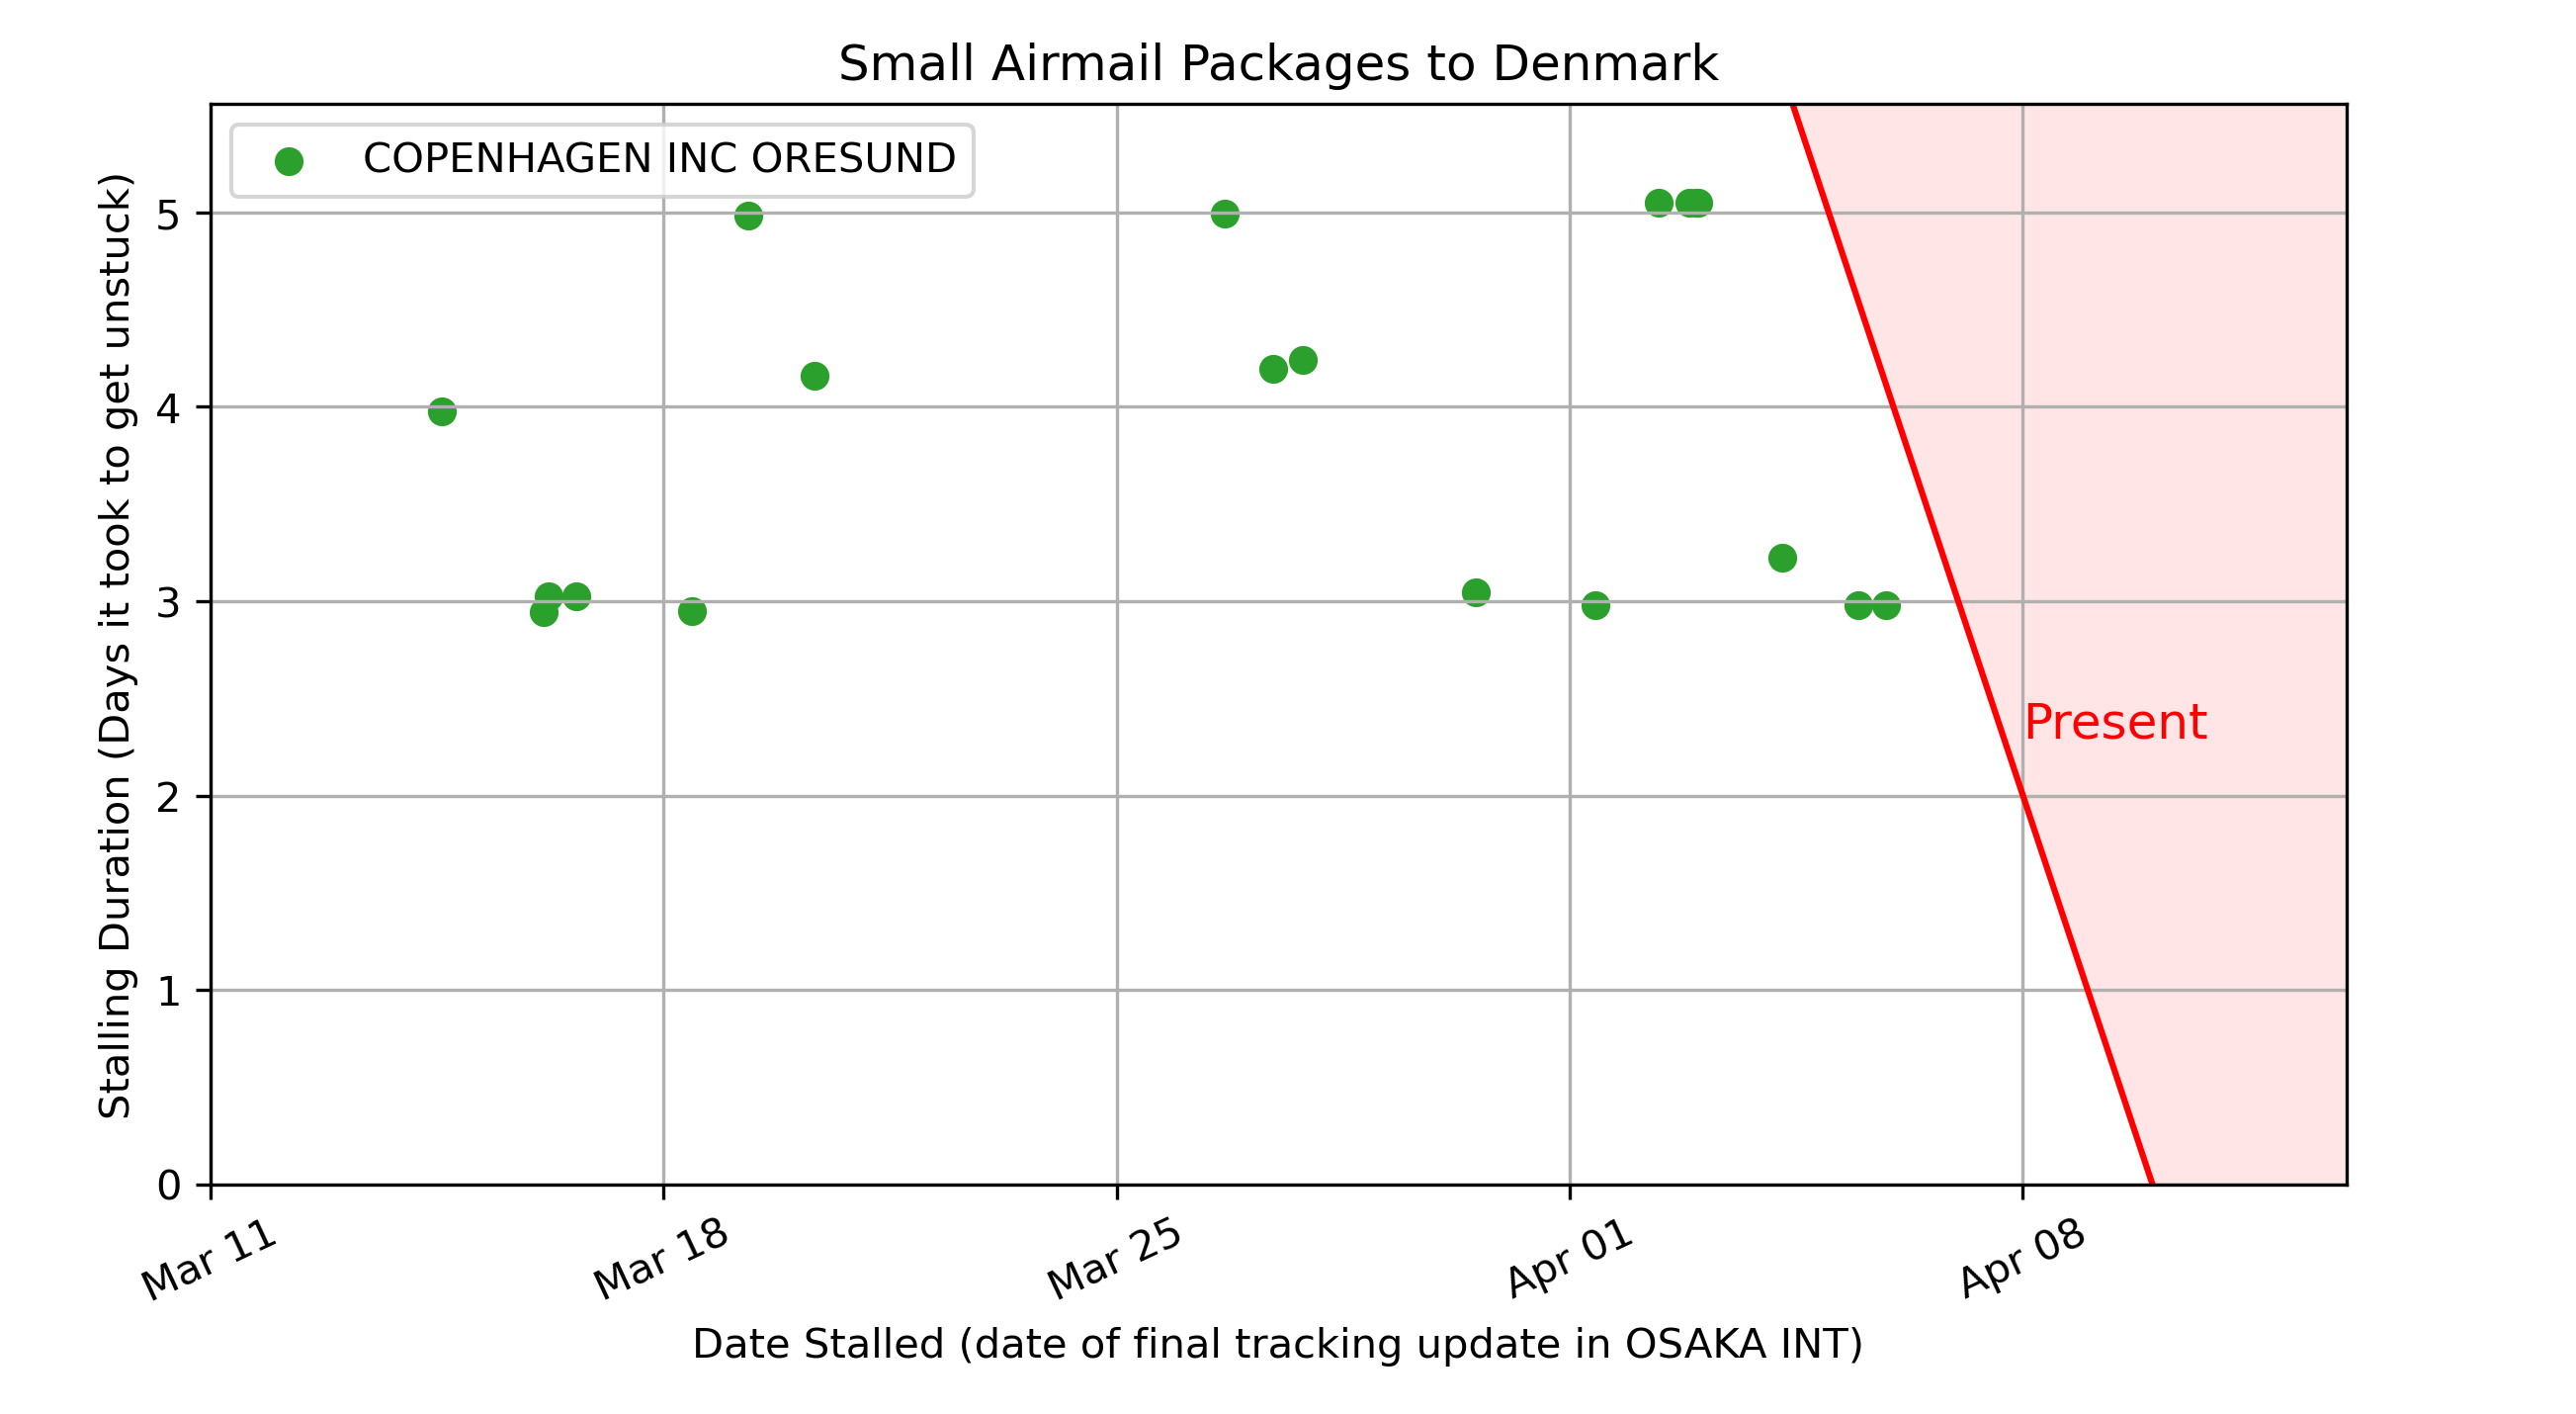 Small Airmail Packages to Denmark
COPENHAGEN INC ORESUND
Stalling Duration (Days it took to get unstuck)
5
4
3
2
1
0
Present
Mar 11
Mar 18
Mar 25
Apr 01
Apr 08
Date Stalled (date of final tracking update in OSAKA INT)